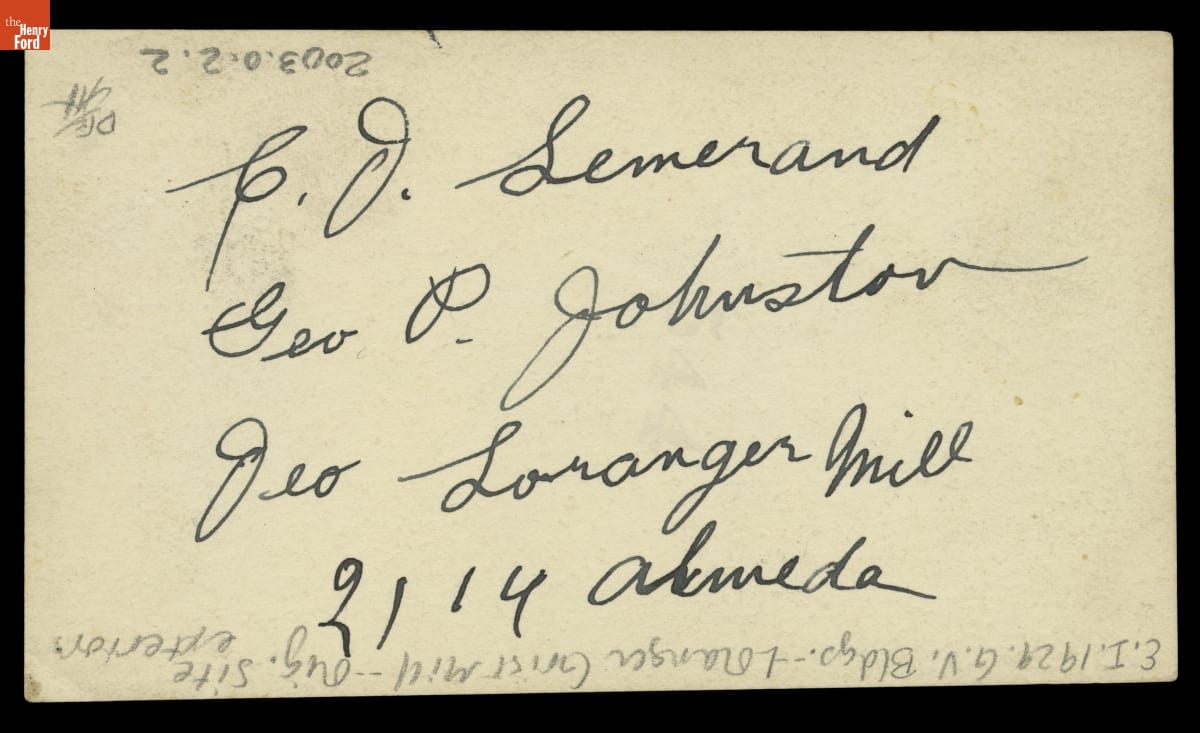 the
Henry
Ford
2003.0.2.2
C. J. Lemerand
Geo P. Johnston
Geo Loranger Mill
2114
E.I.1929.G.V. Bldgs.--Loranger Grist Mill--Orig. Site
exterior.